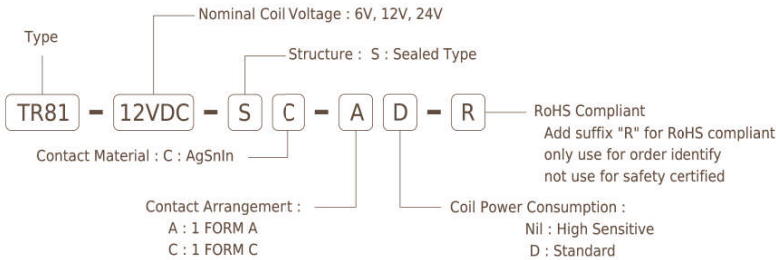 Nominal Coil Voltage : 6V, 12V, 24V
Type
Structure : S : Sealed Type
TR81 - 12VDC - S C - A D - R
RoHS Compliant
Add suffix "R" for RoHS compliant
only use for order identify
not use for safety certified
Contact Material : C : AgSnIn
Contact Arrangemert :
A : 1 FORM A
C : 1 FORM C
Coil Power Consumption :
Nil : High Sensitive
D : Standard